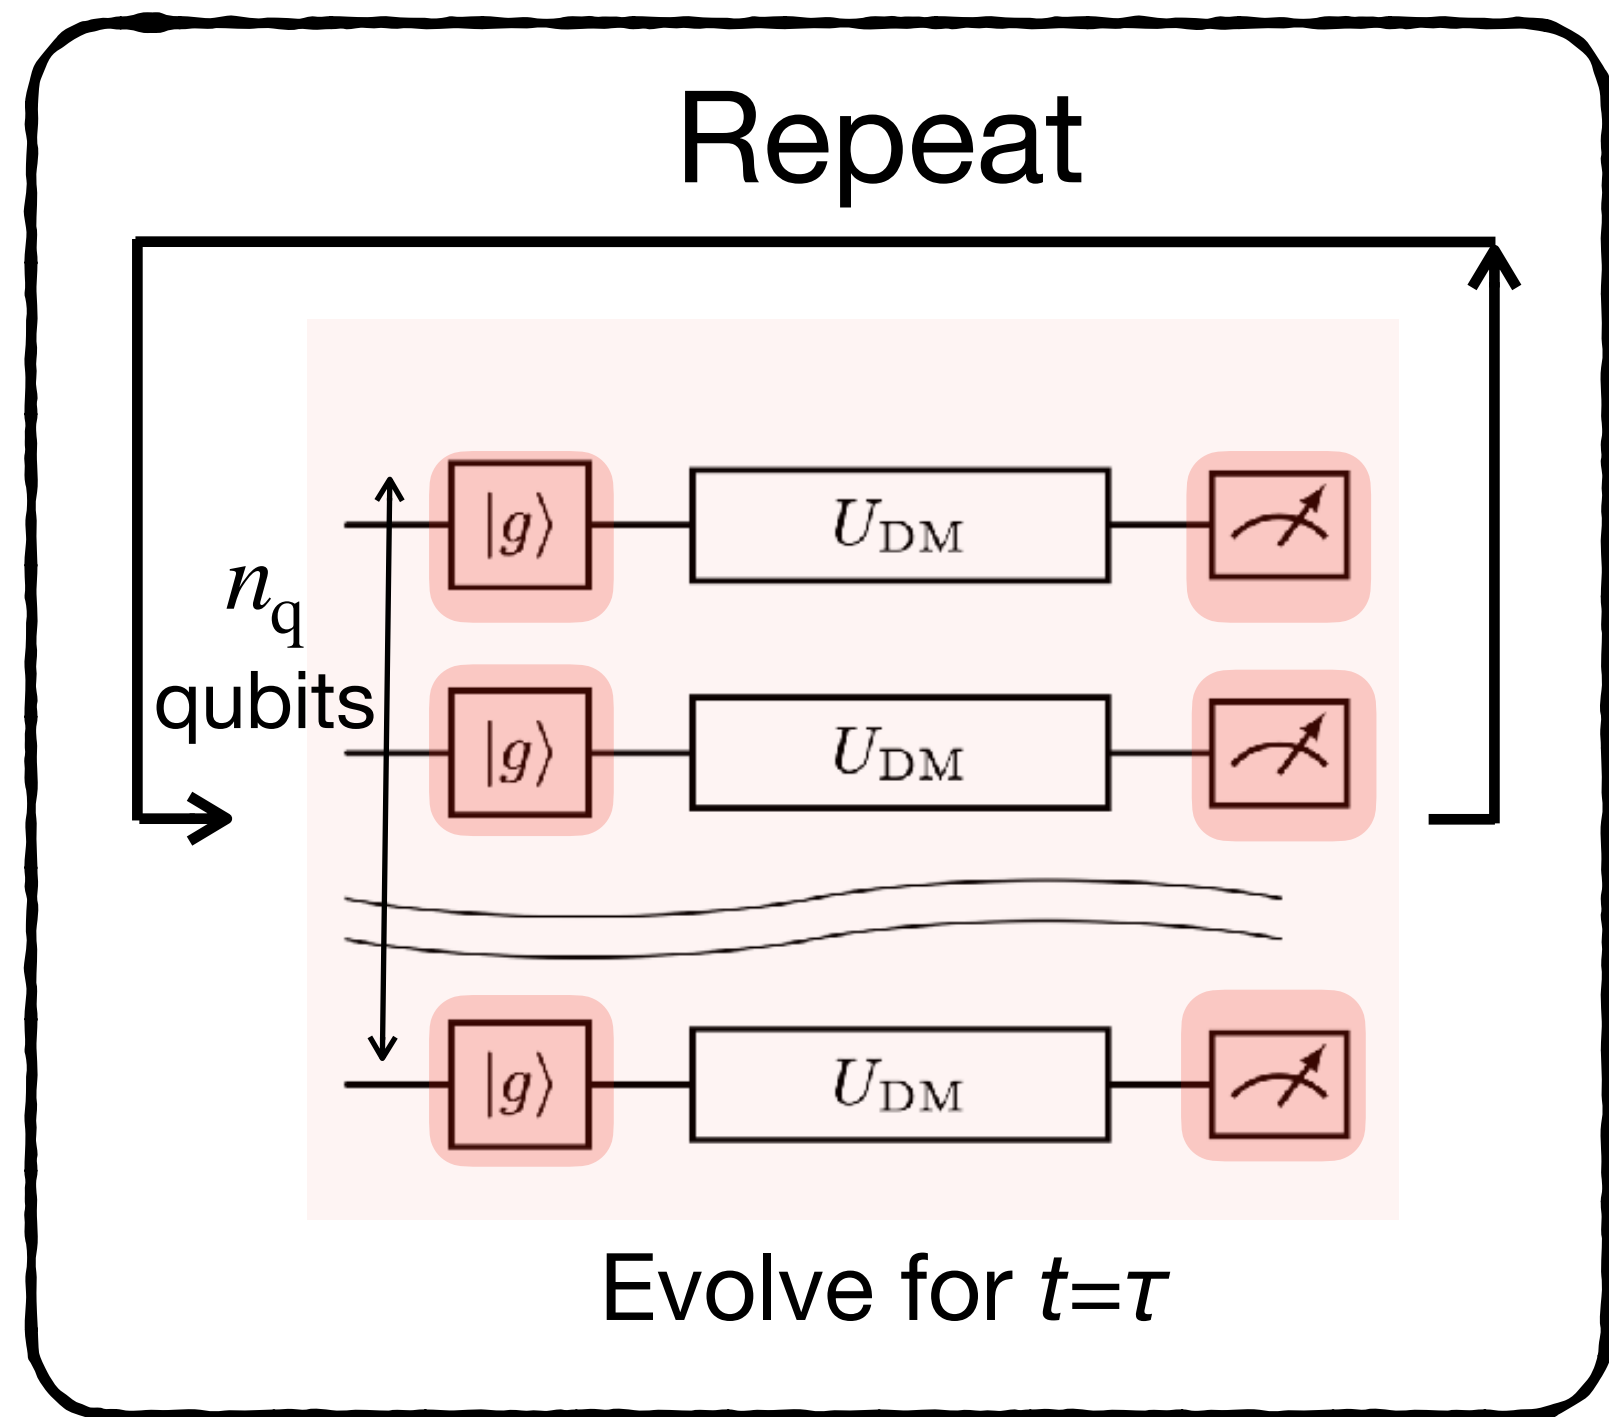 Repeat
|g⟩ U_DM
n_q
qubits
|g⟩ U_DM
|g⟩ U_DM
Evolve for t=τ